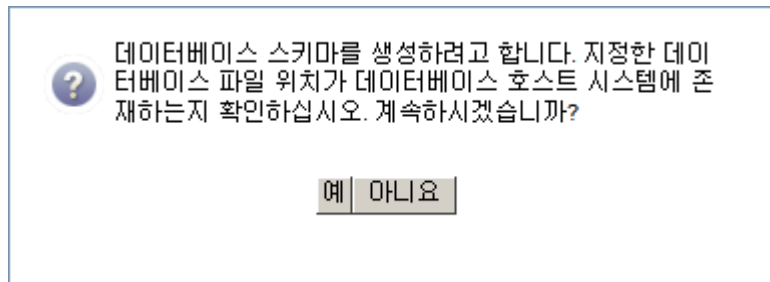 데이터베이스 스키마를 생성하려고 합니다. 지정한 데이
터베이스 파일 위치가 데이터베이스 호스트 시스템에 존
재하는지 확인하십시오. 계속하시겠습니까?
예 아니요